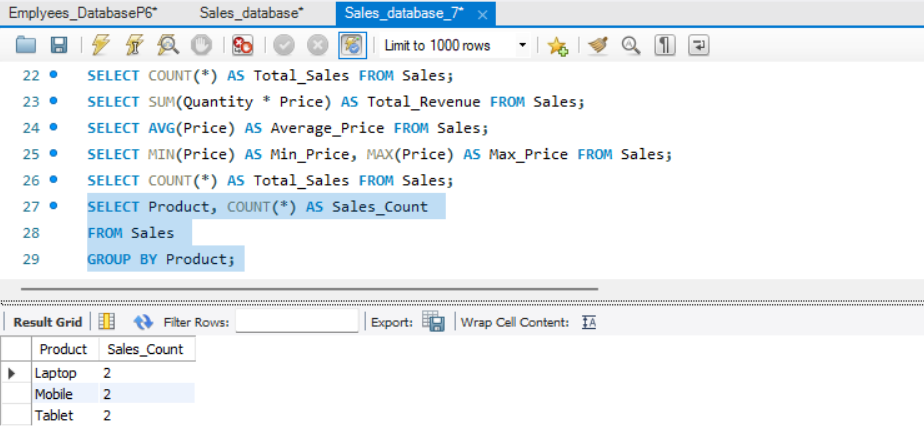 Emplyees_DatabaseP6* Sales_database* Sales_database_7*
Limit to 1000 rows
22 SELECT COUNT(*) AS Total_Sales FROM Sales;
23 SELECT SUM(Quantity * Price) AS Total_Revenue FROM Sales;
24 SELECT AVG(Price) AS Average_Price FROM Sales;
25 SELECT MIN(Price) AS Min_Price, MAX(Price) AS Max_Price FROM Sales;
26 SELECT COUNT(*) AS Total_Sales FROM Sales;
27 SELECT Product, COUNT(*) AS Sales_Count
28 FROM Sales
29 GROUP BY Product;
Result Grid Filter Rows: Export: Wrap Cell Content:
Product Sales_Count
Laptop 2
Mobile 2
Tablet 2